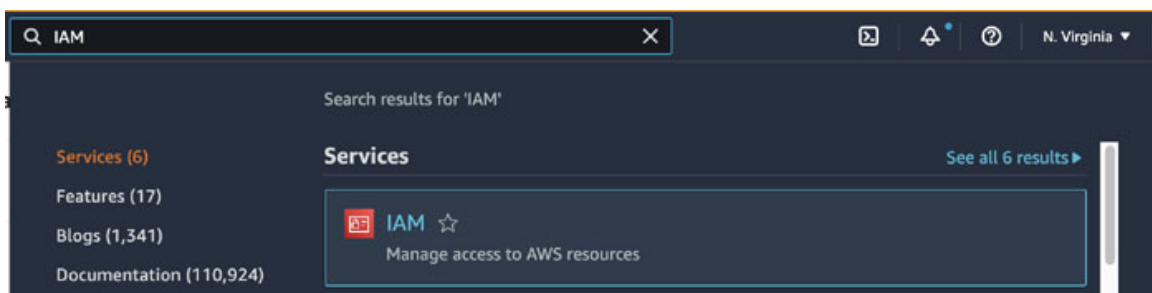 IAM
N. Virginia
Search results for 'IAM'
Services (6)
Features (17)
Blogs (1,341)
Documentation (110,924)
Services
See all 6 results
IAM
Manage access to AWS resources